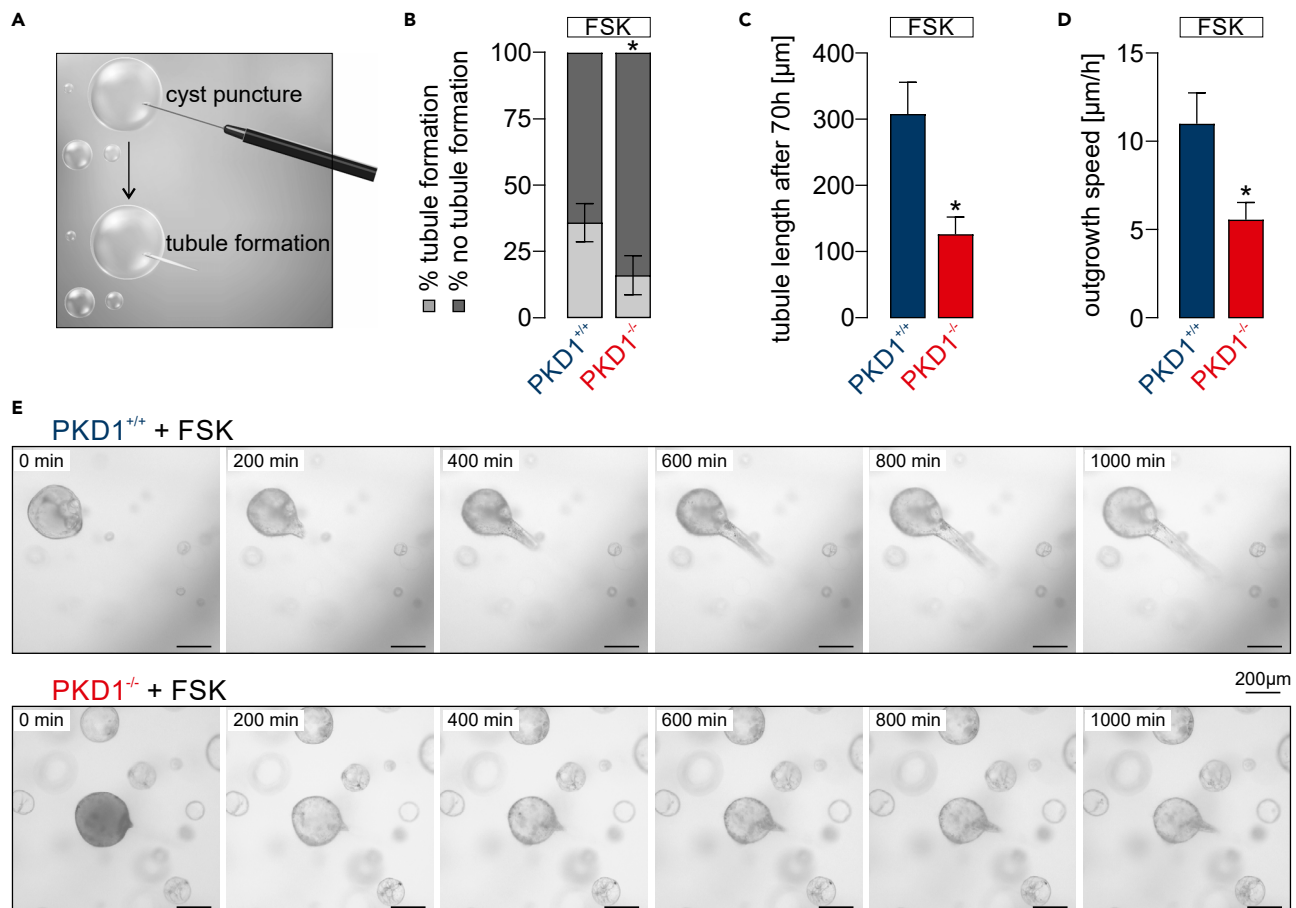 A
cyst puncture
tubule formation
B
FSK
*
% tubule formation
% no tubule formation
100
75
50
25
0
PKD1+/+
PKD1-/-
C
FSK
tubule length after 70h [µm]
400
300
200
100
0
*
PKD1+/+
PKD1-/-
D
FSK
outgrowth speed [µm/h]
15
10
5
0
*
PKD1+/+
PKD1-/-
E
PKD1+/+ + FSK
0 min
200 min
400 min
600 min
800 min
1000 min
PKD1-/- + FSK
200µm
0 min
200 min
400 min
600 min
800 min
1000 min